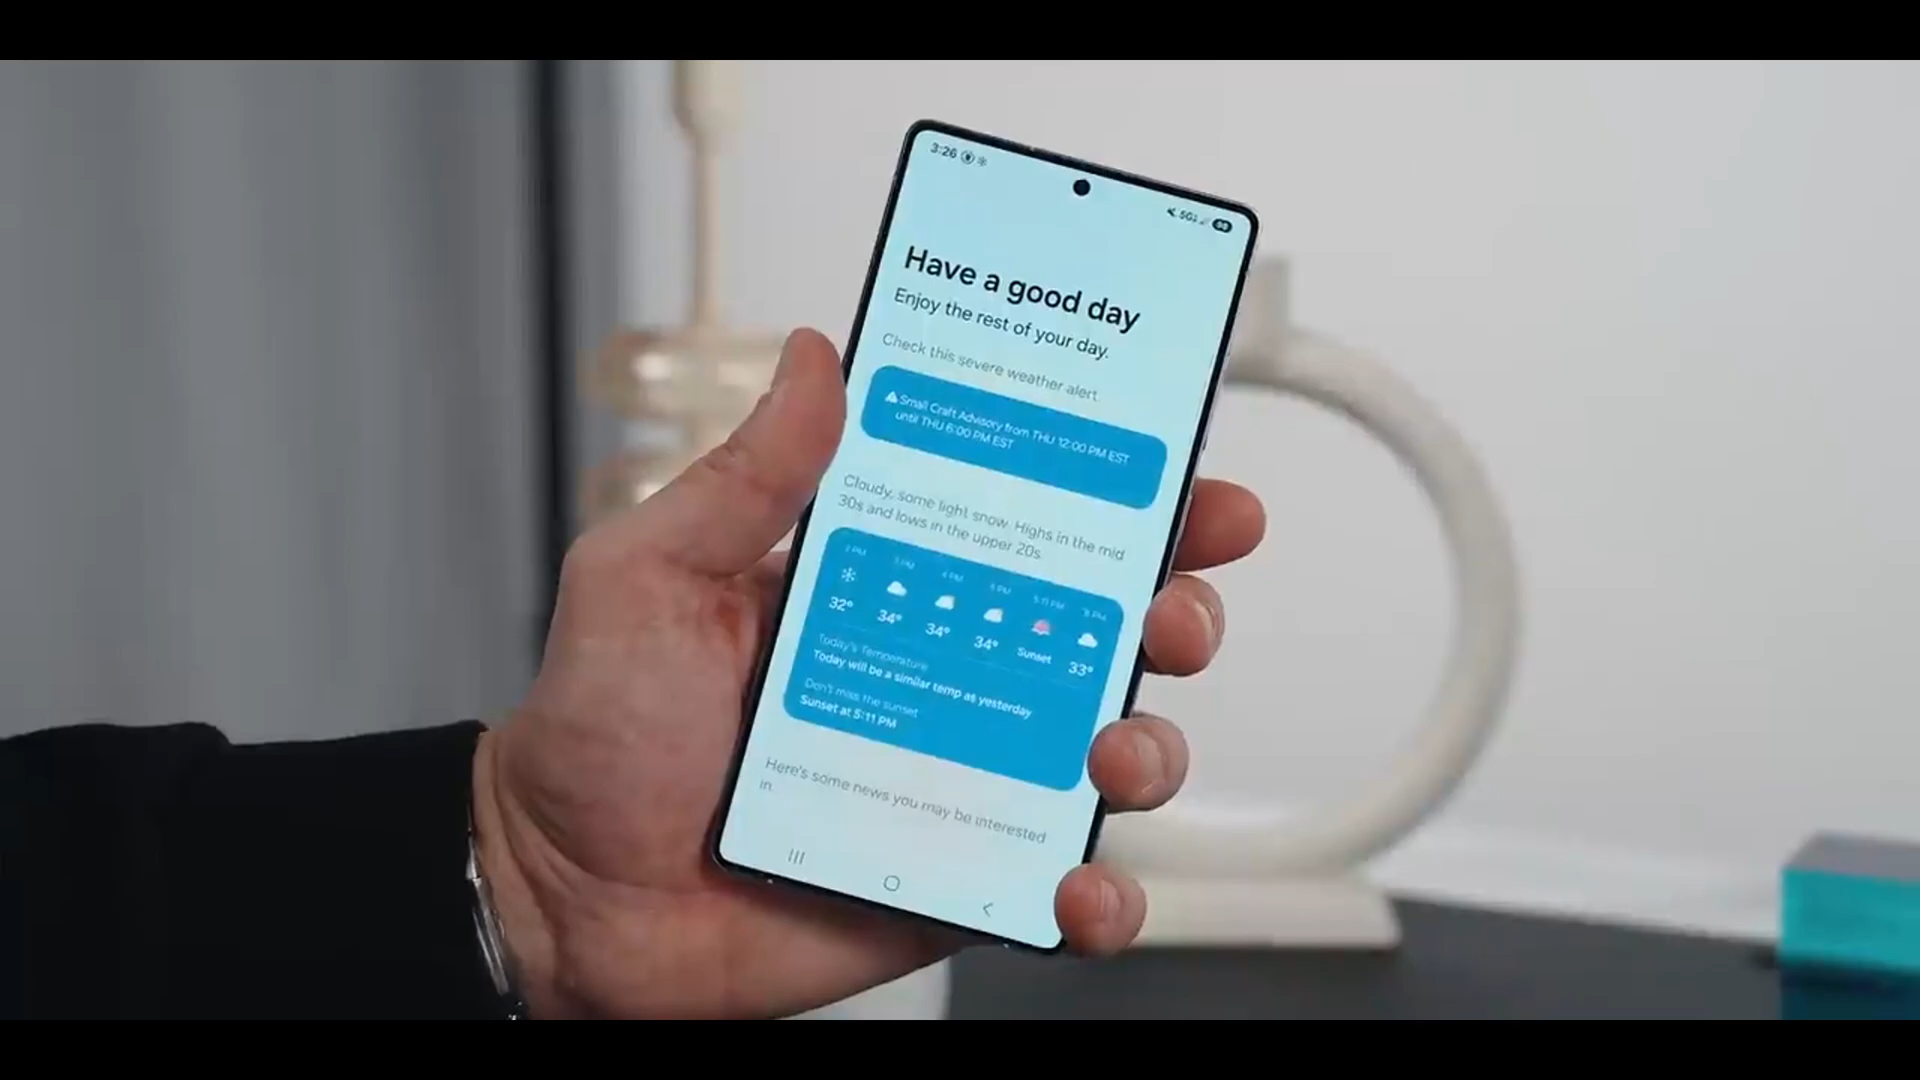 3:26
5G
Have a good day
Enjoy the rest of your day.
Check this severe weather alert.
Small Craft Advisory from THU 12:00 PM EST
until THU 6:00 PM EST
Cloudy, some light snow. Highs in the mid
30s and lows in the upper 20s.
2 PM 3 PM 4 PM 5 PM 5:11 PM 6 PM
32° 34° 34° 34° Sunset 33°
Today's Temperature
Today will be a similar temp as yesterday
Don't miss the sunset
Sunset at 5:11 PM
Here's some news you may be interested
in.